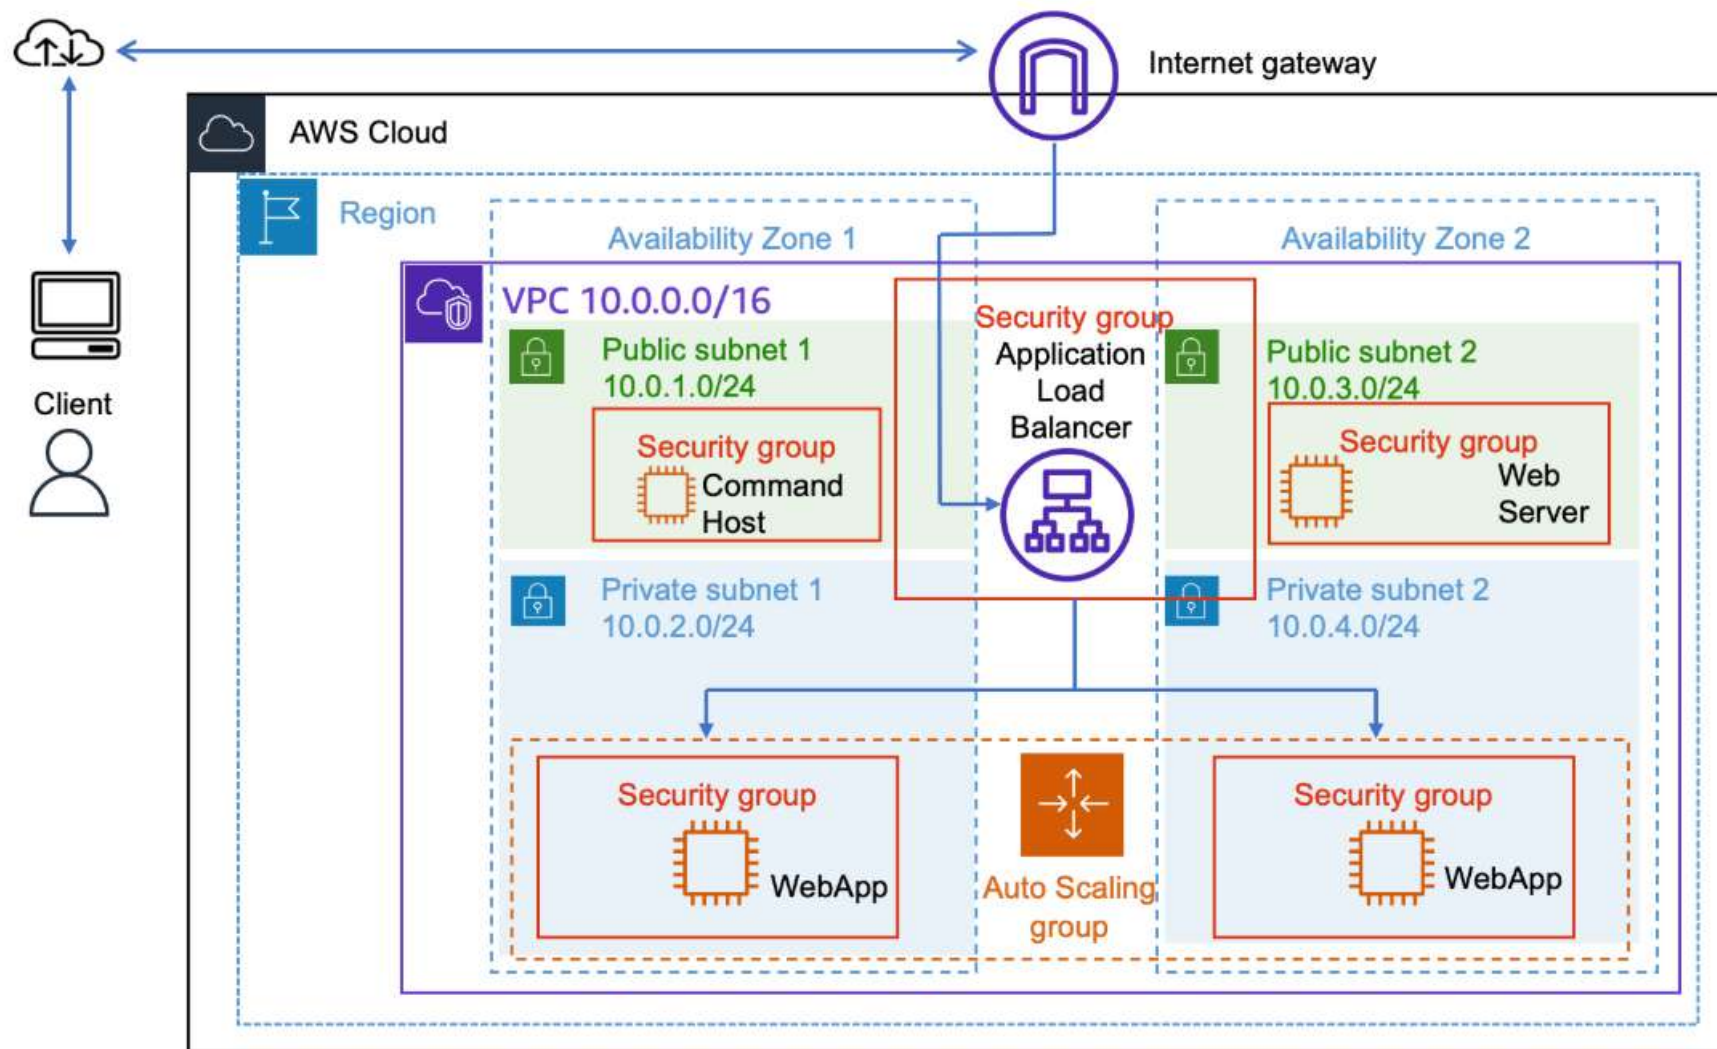 Internet gateway
AWS Cloud
Region
Availability Zone 1
Availability Zone 2
VPC 10.0.0.0/16
Security group
Application
Load
Balancer
Public subnet 1
10.0.1.0/24
Public subnet 2
10.0.3.0/24
Client
Security group
Command
Host
Security group
Web
Server
Private subnet 1
10.0.2.0/24
Private subnet 2
10.0.4.0/24
Security group
WebApp
Auto Scaling
group
Security group
WebApp